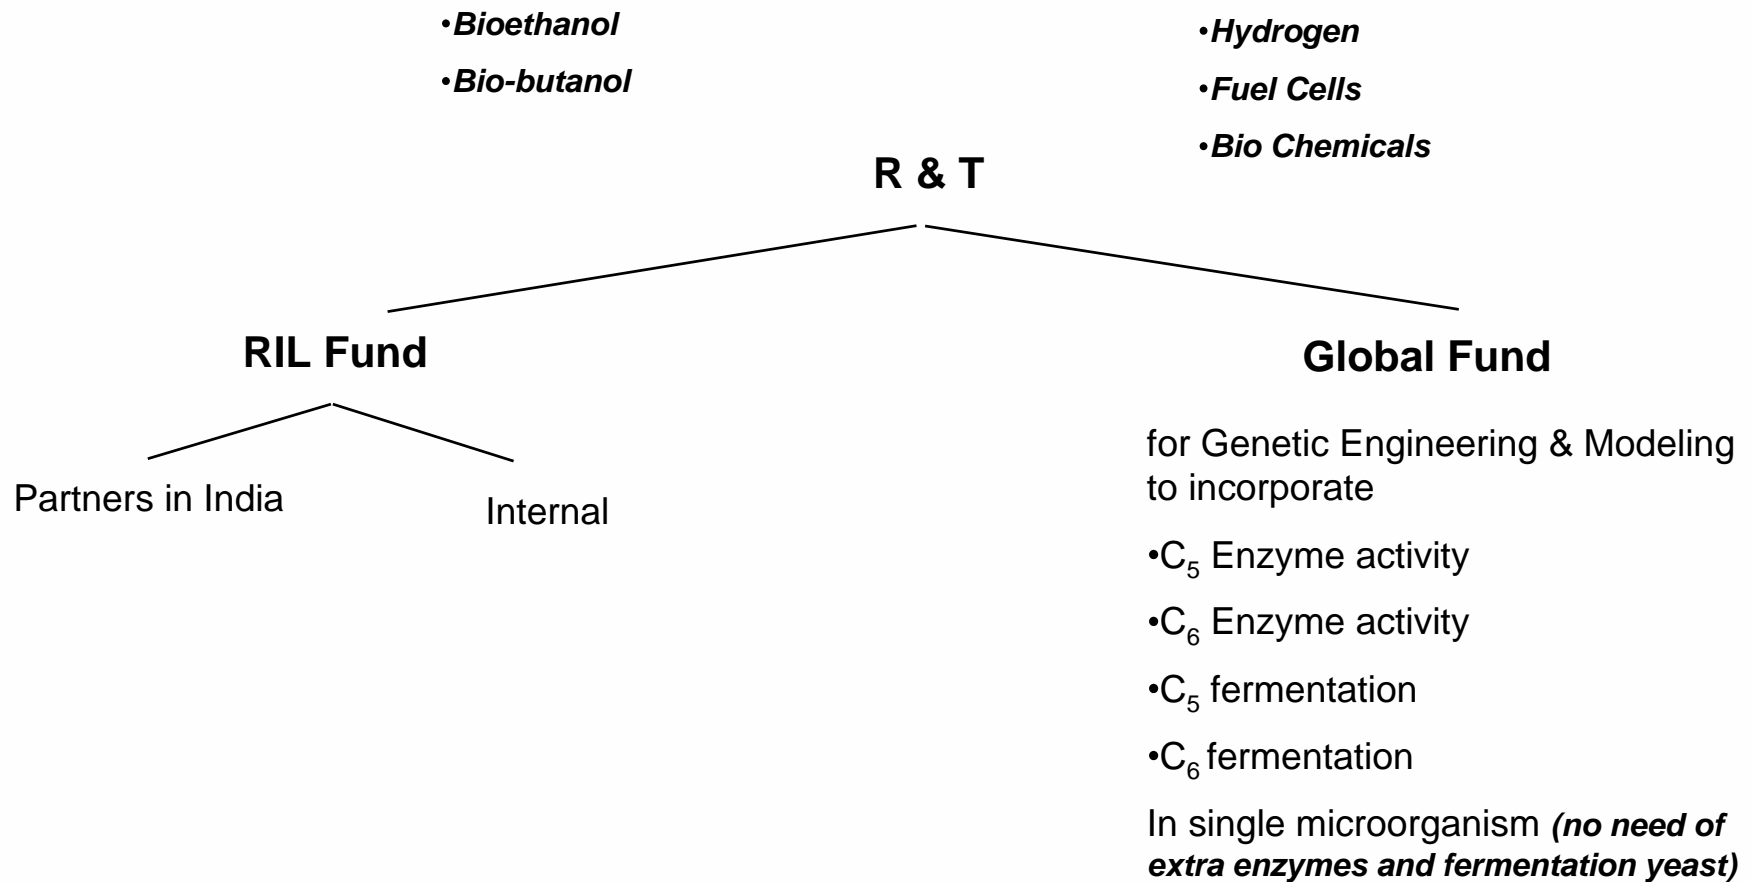 •Bioethanol
•Bio-butanol
•Hydrogen
•Fuel Cells
•Bio Chemicals
R & T
RIL Fund
Partners in India
Internal
Global Fund
for Genetic Engineering & Modeling
to incorporate
•C5 Enzyme activity
•C6 Enzyme activity
•C5 fermentation
•C6 fermentation
In single microorganism (no need of
extra enzymes and fermentation yeast)